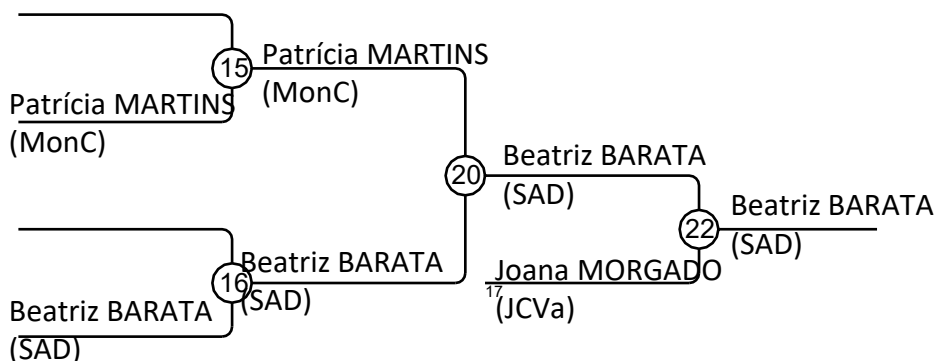 15
Patrícia MARTINS
(MonC)
Patrícia MARTINS
(MonC)
20
Beatriz BARATA
(SAD)
22
Beatriz BARATA
(SAD)
16
Beatriz BARATA
(SAD)
17
Joana MORGADO
(JCVa)
Beatriz BARATA
(SAD)